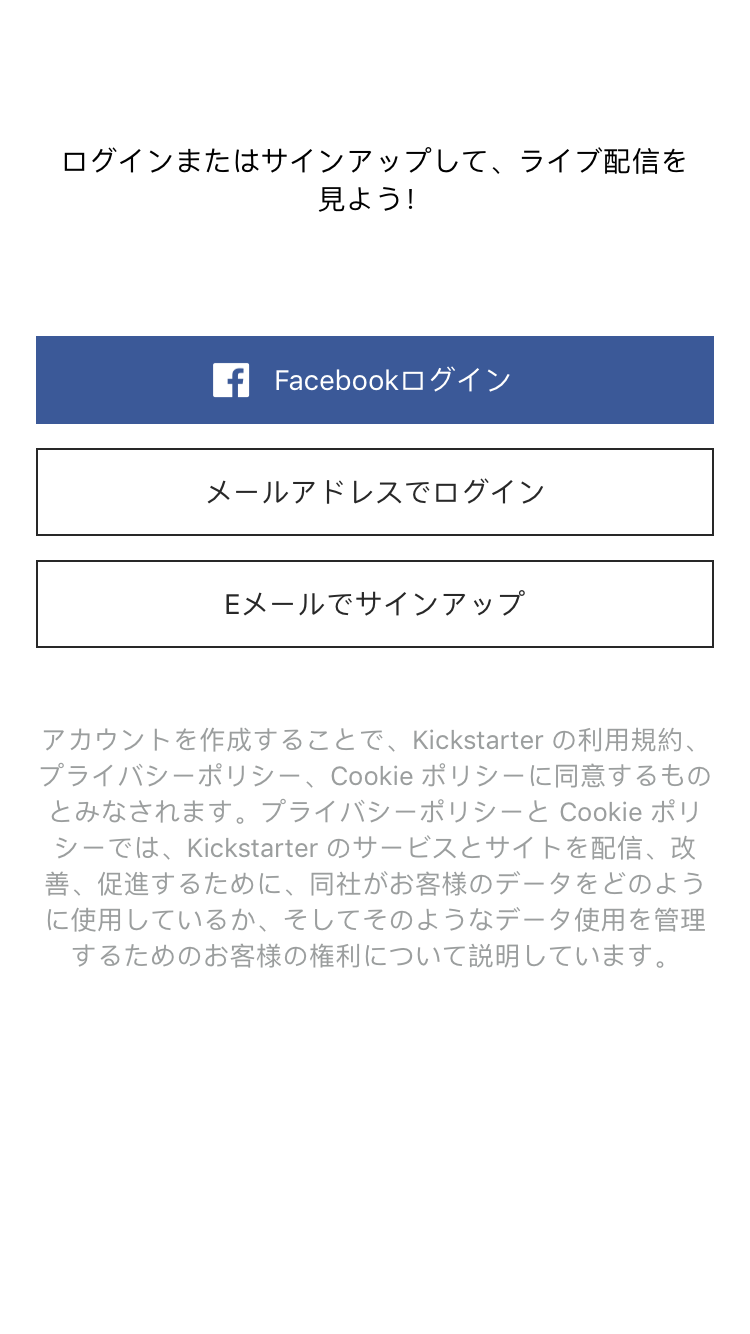 ログインまたはサインアップして、ライブ配信を
見よう!
Facebookログイン
メールアドレスでログイン
Eメールでサインアップ
アカウントを作成することで、Kickstarter の利用規約、
プライバシーポリシー、Cookie ポリシーに同意するもの
とみなされます。プライバシーポリシーと Cookie ポリ
シーでは、Kickstarter のサービスとサイトを配信、改
善、促進するために、同社がお客様のデータをどのよう
に使用しているか、そしてそのようなデータ使用を管理
するためのお客様の権利について説明しています。